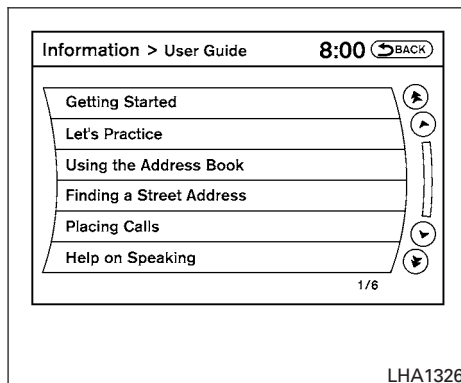 Information > User Guide 8:00 BACK
Getting Started
Let's Practice
Using the Address Book
Finding a Street Address
Placing Calls
Help on Speaking
1/6
LHA1326